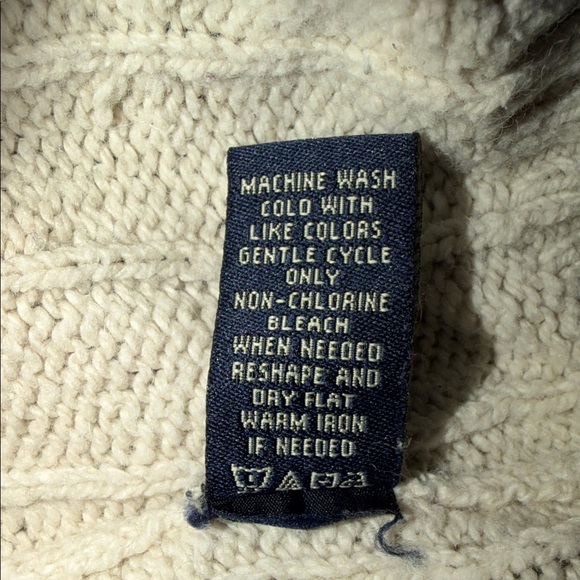 MACHINE WASH
COLD WITH
LIKE COLORS
GENTLE CYCLE
ONLY
NON-CHLORINE
BLEACH
WHEN NEEDED
RESHAPE AND
DRY FLAT
WARM IRON
IF NEEDED